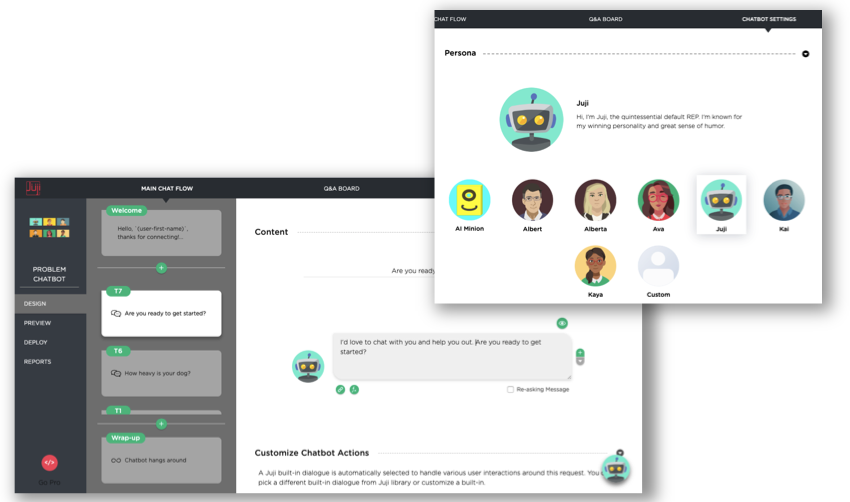 CHAT FLOW
Q&A BOARD
CHATBOT SETTINGS
Persona
Juji
Hi, I'm Juji, the quintessential default REP. I'm known for
my winning personality and great sense of humor.
AI Minion
Albert
Alberta
Ava
Juji
Kai
Kaya
Custom
Juji
MAIN CHAT FLOW
Q&A BOARD
PROBLEM
CHATBOT
DESIGN
PREVIEW
DEPLOY
REPORTS
</>
Go Pro
Welcome
Hello, `{user-first-name}`,
thanks for connecting!...
T7
Are you ready to get started?
T6
How heavy is your dog?
T1
Wrap-up
Chatbot hangs around
Content
Are you ready
I'd love to chat with you and help you out. Are you ready to get
started?
Re-asking Message
Customize Chatbot Actions
A Juji built-in dialogue is automatically selected to handle various user interactions around this request. You
pick a different built-in dialogue from Juji library or customize a built-in.